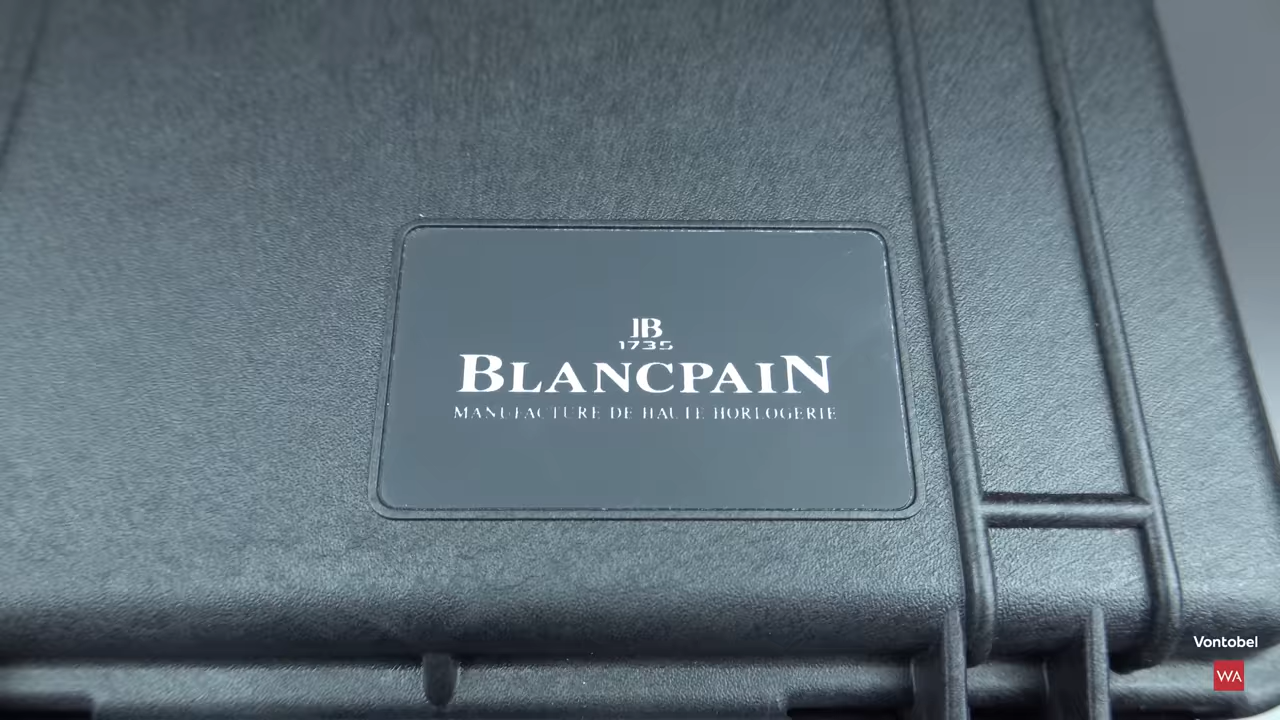 JB
1735
BLANCPAIN
MANUFACTURE DE HAUTE HORLOGERIE
Vontobel
WA